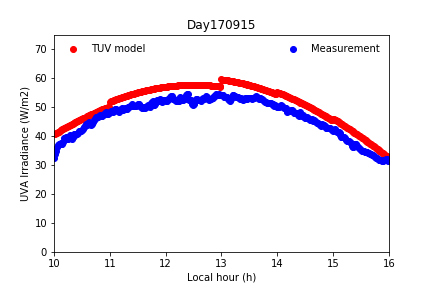 Day170915
TUV model
Measurement
UVA Irradiance (W/m2)
70
60
50
40
30
20
10
0
10 11 12 13 14 15 16
Local hour (h)